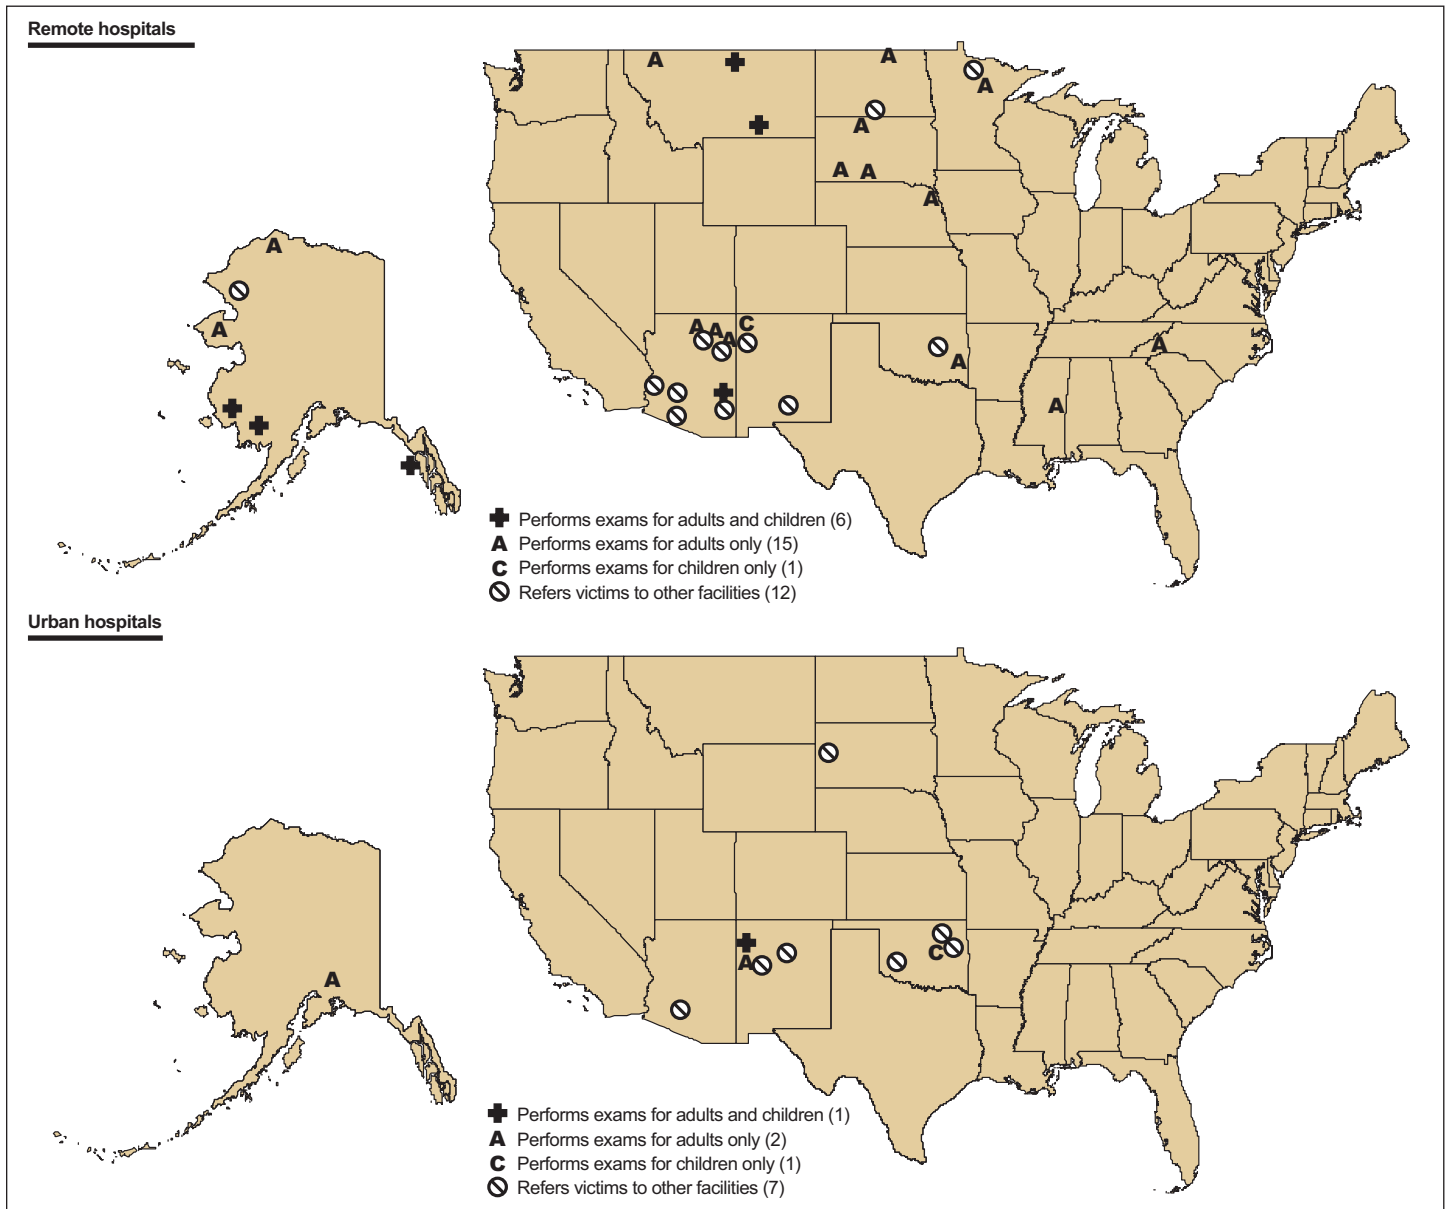 Remote hospitals
A
A
A
A
A
A
A
A
A
A
A
A
A
C
A
A
A
Performs exams for adults and children (6)
A Performs exams for adults only (15)
C Performs exams for children only (1)
Refers victims to other facilities (12)
Urban hospitals
C
A
A
Performs exams for adults and children (1)
A Performs exams for adults only (2)
C Performs exams for children only (1)
Refers victims to other facilities (7)